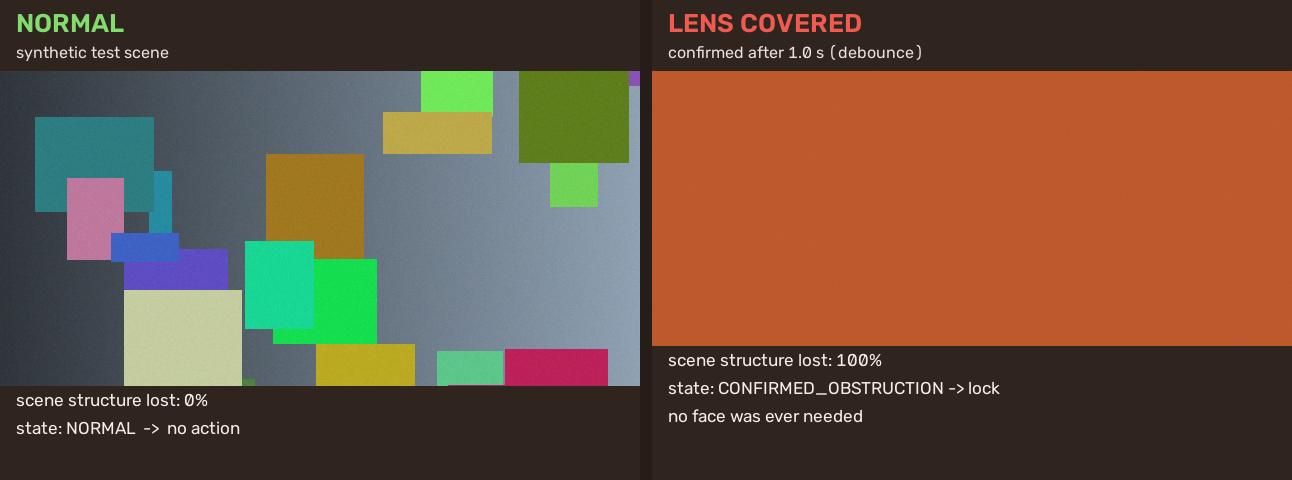 NORMAL
synthetic test scene
scene structure lost: 0%
state: NORMAL -> no action
LENS COVERED
confirmed after 1.0 s (debounce)
scene structure lost: 100%
state: CONFIRMED_OBSTRUCTION -> lock
no face was ever needed